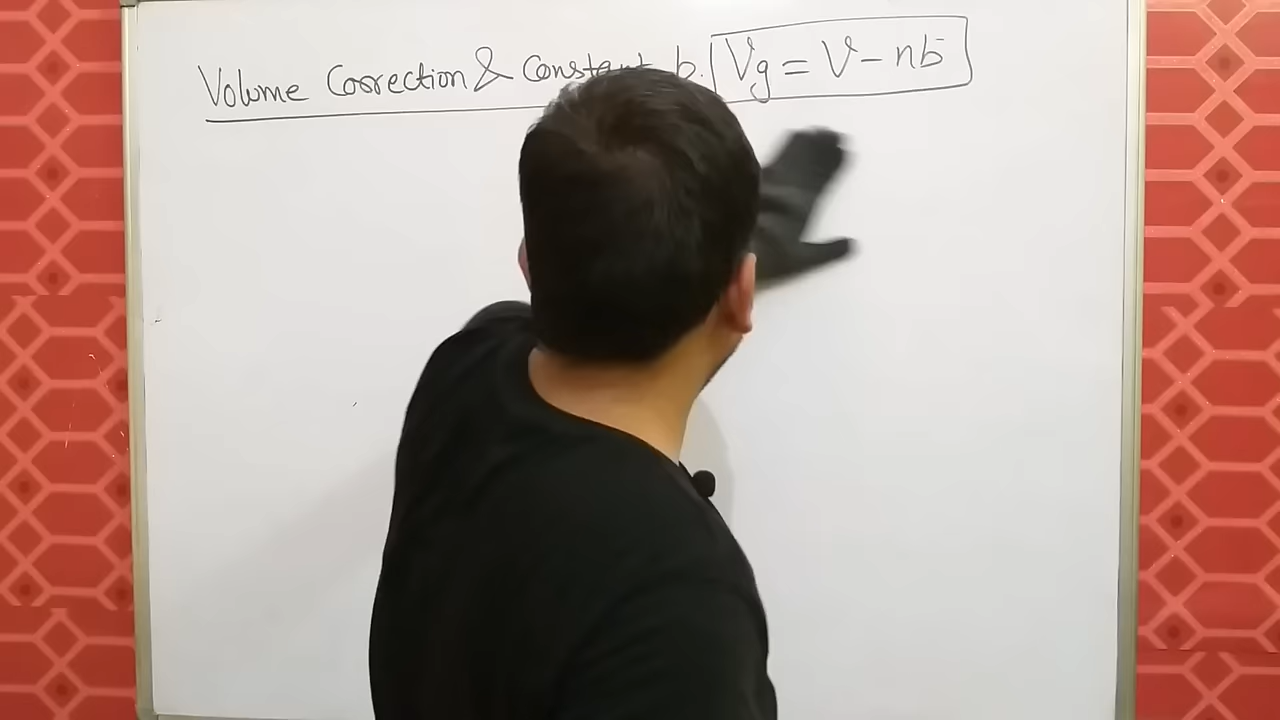 Volume Correction & Constant b. Vg = V - nb